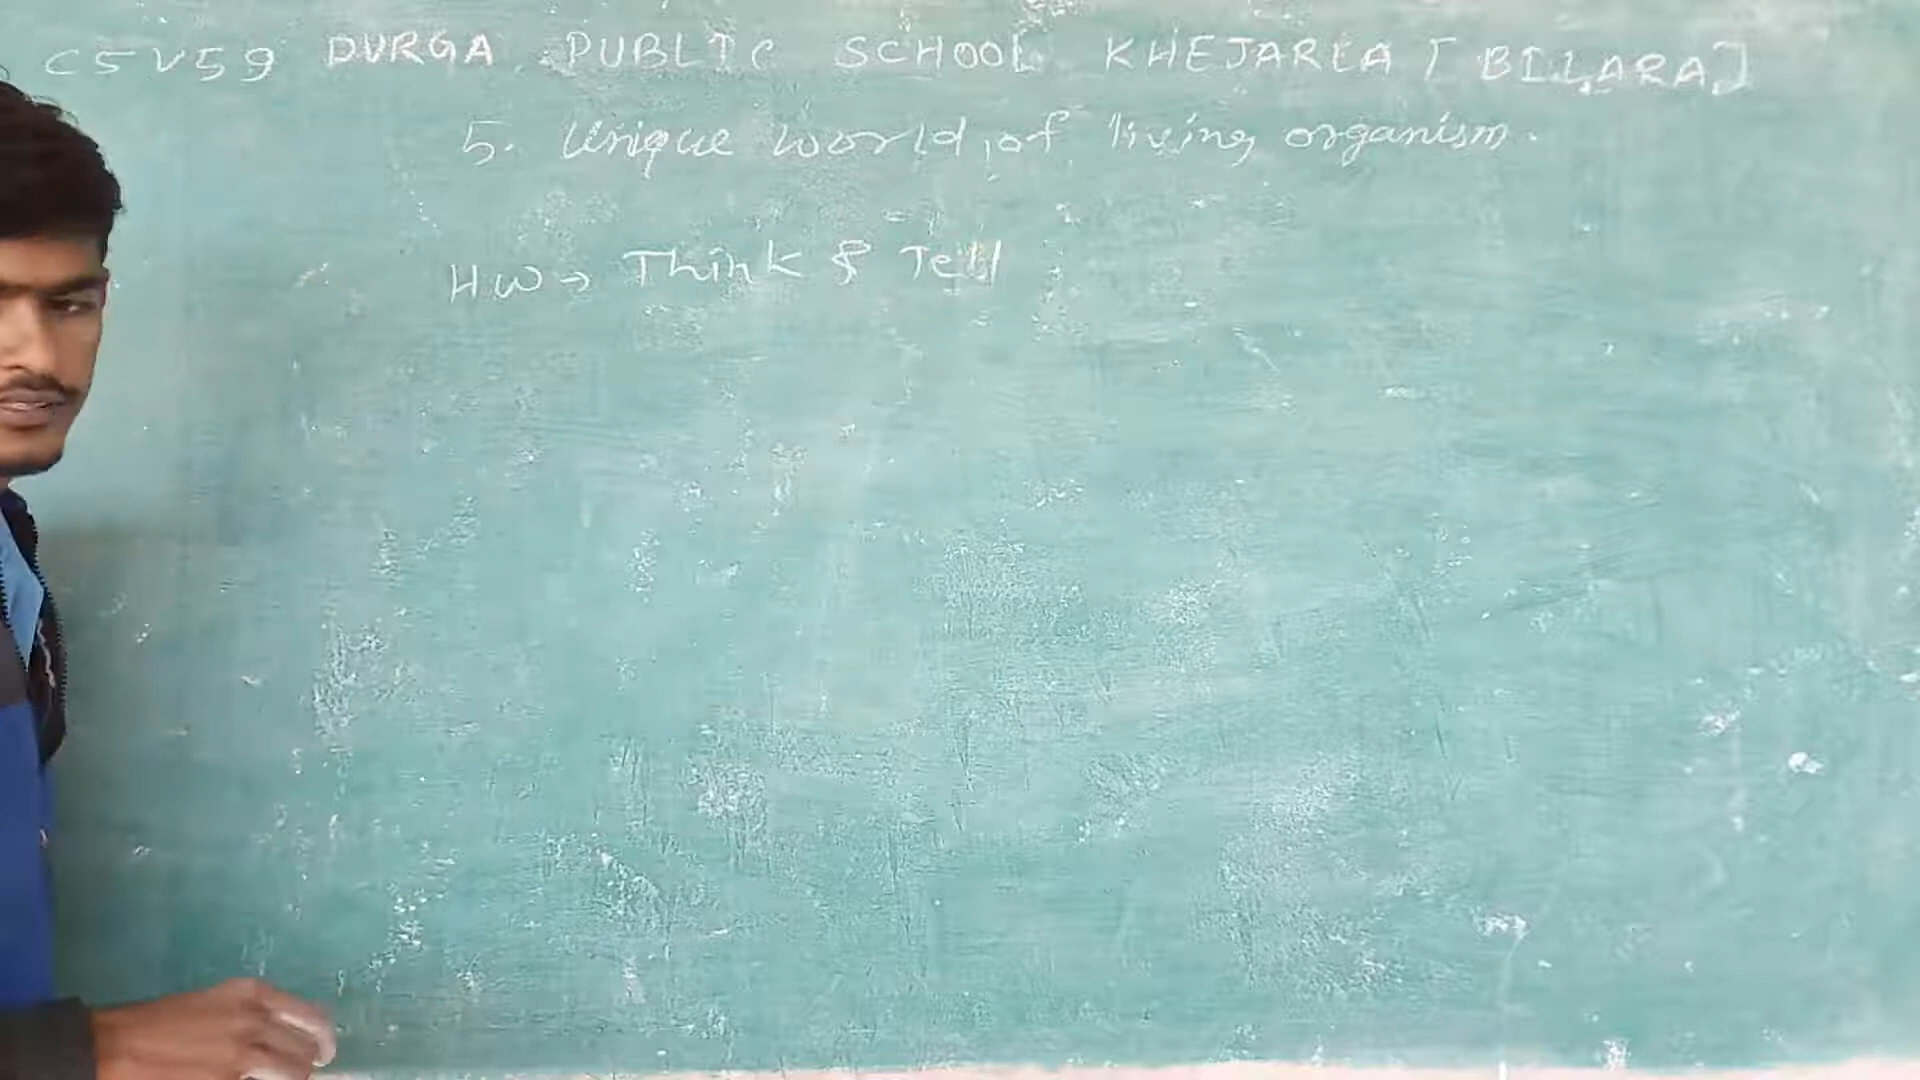 C5V59 DURGA PUBLIC SCHOOL KHEJARLA [BILARA]
5. Unique world of living organism.
HW → Think & Tell